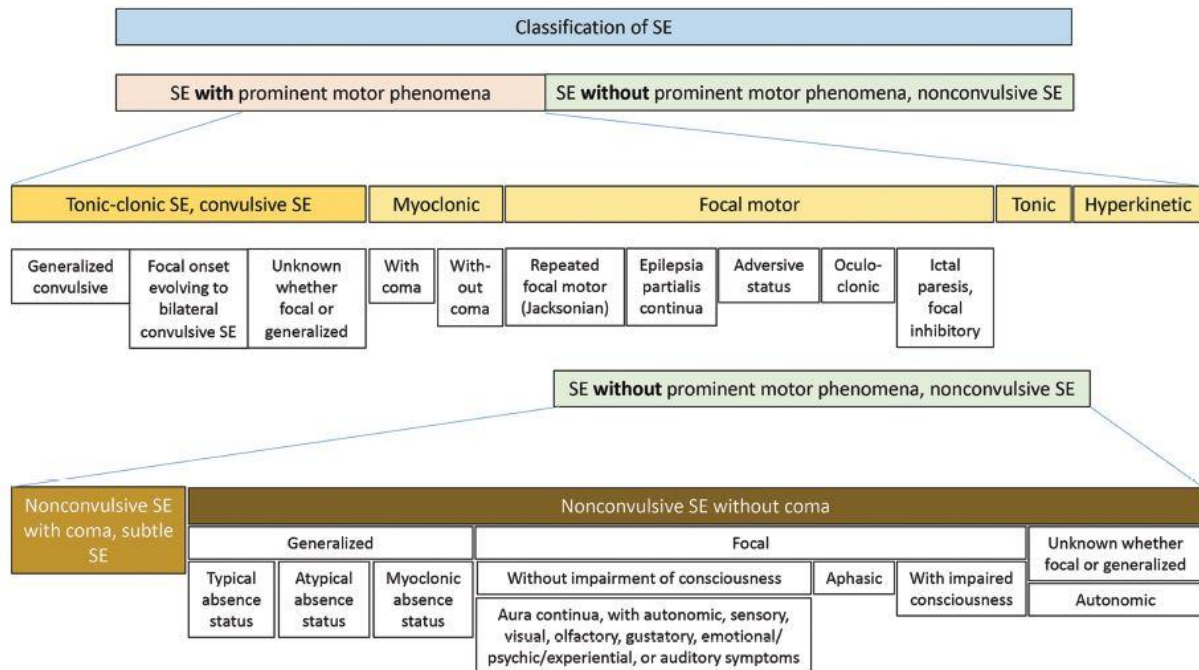 Classification of SE
SE with prominent motor phenomena
SE without prominent motor phenomena, nonconvulsive SE
Tonic-clonic SE, convulsive SE
Myoclonic
Focal motor
Tonic
Hyperkinetic
Generalized
convulsive
Focal onset
evolving to
bilateral
convulsive SE
Unknown
whether
focal or
generalized
With
coma
With-
out
coma
Repeated
focal motor
(Jacksonian)
Epilepsia
partialis
continua
Adversive
status
Oculo-
clonic
Ictal
paresis,
focal
inhibitory
SE without prominent motor phenomena, nonconvulsive SE
Nonconvulsive SE
with coma, subtle
SE
Nonconvulsive SE without coma
Generalized
Focal
Unknown whether
focal or generalized
Typical
absence
status
Atypical
absence
status
Myoclonic
absence
status
Without impairment of consciousness
Aphasic
With impaired
consciousness
Autonomic
Aura continua, with autonomic, sensory,
visual, olfactory, gustatory, emotional/
psychic/experiential, or auditory symptoms